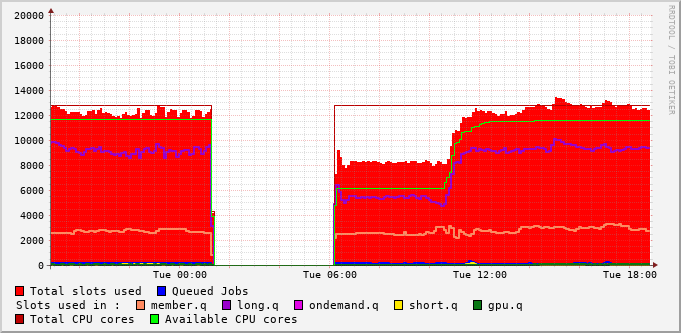 20000
18000
16000
14000
12000
10000
8000
6000
4000
2000
0
Tue 00:00 Tue 06:00 Tue 12:00 Tue 18:00
RRDTOOL / TOBI OETIKER
Total slots used Queued Jobs
Slots used in : member.q long.q ondemand.q short.q gpu.q
Total CPU cores Available CPU cores